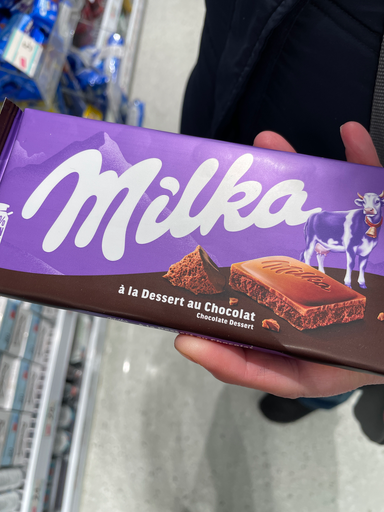 Milka
Milka
à la Dessert au Chocolat
Chocolate Dessert